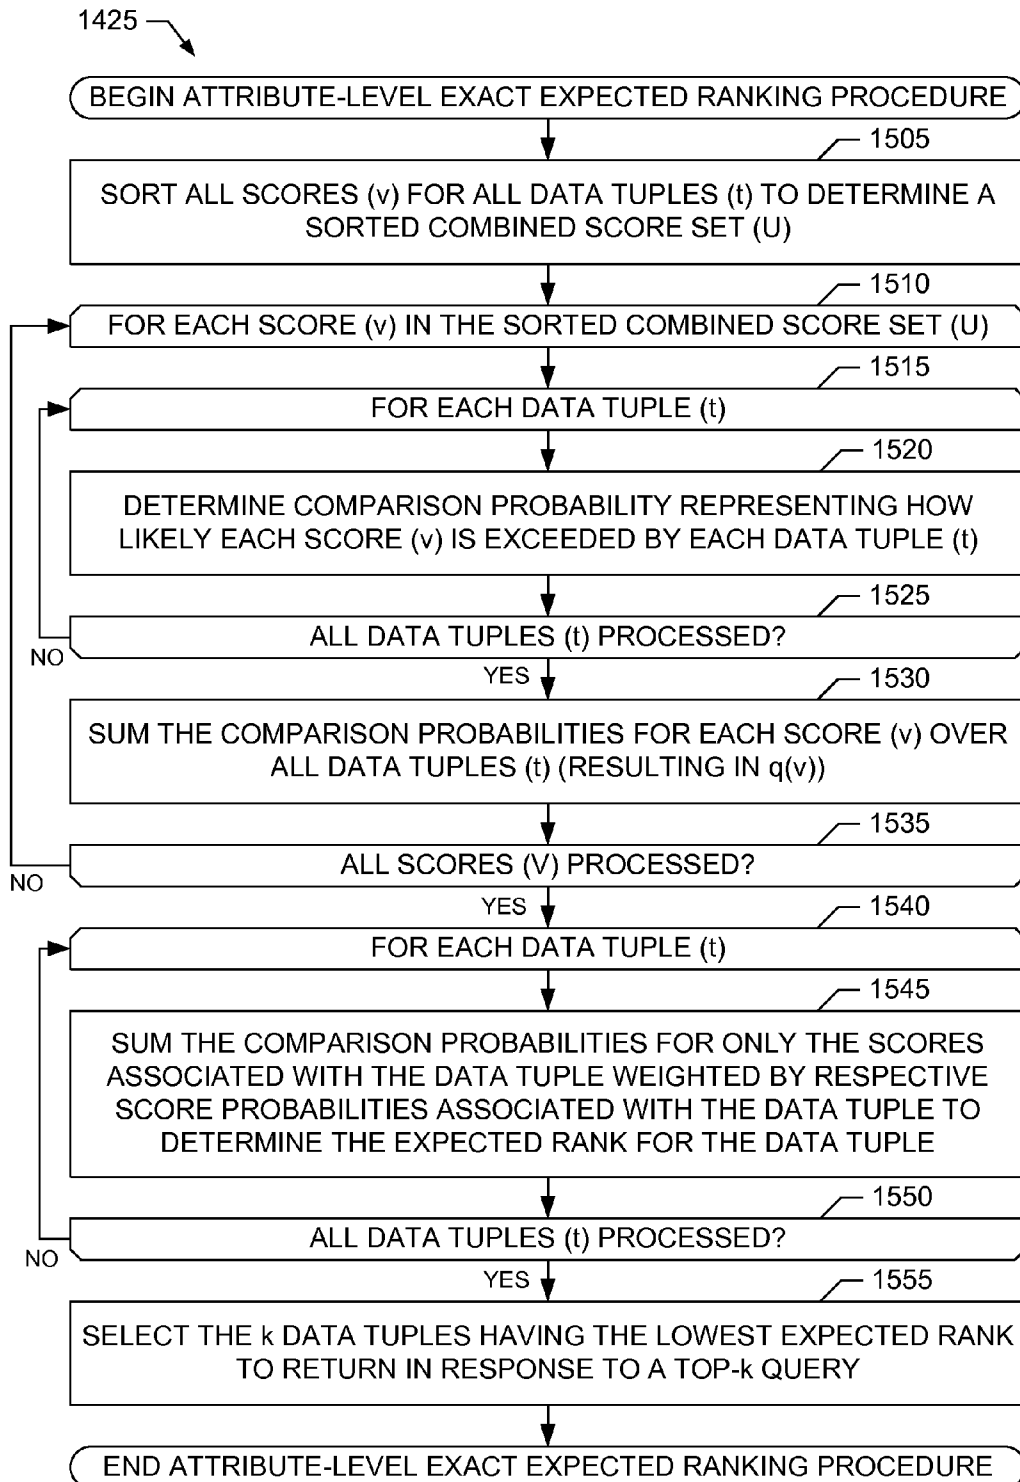 1425
BEGIN ATTRIBUTE-LEVEL EXACT EXPECTED RANKING PROCEDURE
1505
SORT ALL SCORES (v) FOR ALL DATA TUPLES (t) TO DETERMINE A
SORTED COMBINED SCORE SET (U)
1510
FOR EACH SCORE (v) IN THE SORTED COMBINED SCORE SET (U)
1515
FOR EACH DATA TUPLE (t)
1520
DETERMINE COMPARISON PROBABILITY REPRESENTING HOW
LIKELY EACH SCORE (v) IS EXCEEDED BY EACH DATA TUPLE (t)
1525
ALL DATA TUPLES (t) PROCESSED?
NO
YES
1530
SUM THE COMPARISON PROBABILITIES FOR EACH SCORE (v) OVER
ALL DATA TUPLES (t) (RESULTING IN q(v))
1535
ALL SCORES (V) PROCESSED?
NO
YES
1540
FOR EACH DATA TUPLE (t)
1545
SUM THE COMPARISON PROBABILITIES FOR ONLY THE SCORES
ASSOCIATED WITH THE DATA TUPLE WEIGHTED BY RESPECTIVE
SCORE PROBABILITIES ASSOCIATED WITH THE DATA TUPLE TO
DETERMINE THE EXPECTED RANK FOR THE DATA TUPLE
1550
ALL DATA TUPLES (t) PROCESSED?
NO
YES
1555
SELECT THE k DATA TUPLES HAVING THE LOWEST EXPECTED RANK
TO RETURN IN RESPONSE TO A TOP-k QUERY
END ATTRIBUTE-LEVEL EXACT EXPECTED RANKING PROCEDURE